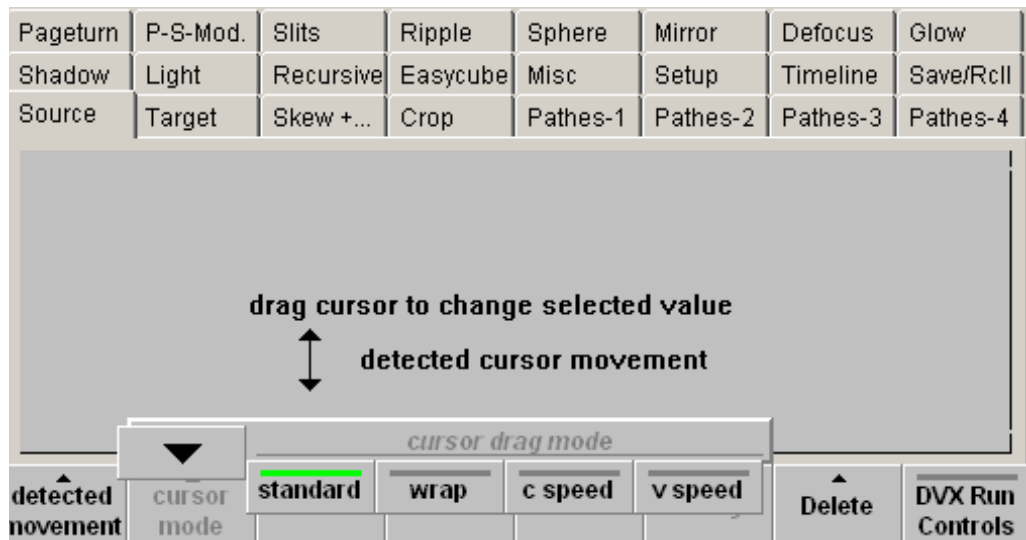 Pageturn P-S-Mod. Slits Ripple Sphere Mirror Defocus Glow
Shadow Light Recursive Easycube Misc Setup Timeline Save/Rcll
Source Target Skew +... Crop Pathes-1 Pathes-2 Pathes-3 Pathes-4
drag cursor to change selected value
detected cursor movement
cursor drag mode
standard wrap c speed v speed
detected movement
cursor mode
Delete
DVX Run
Controls